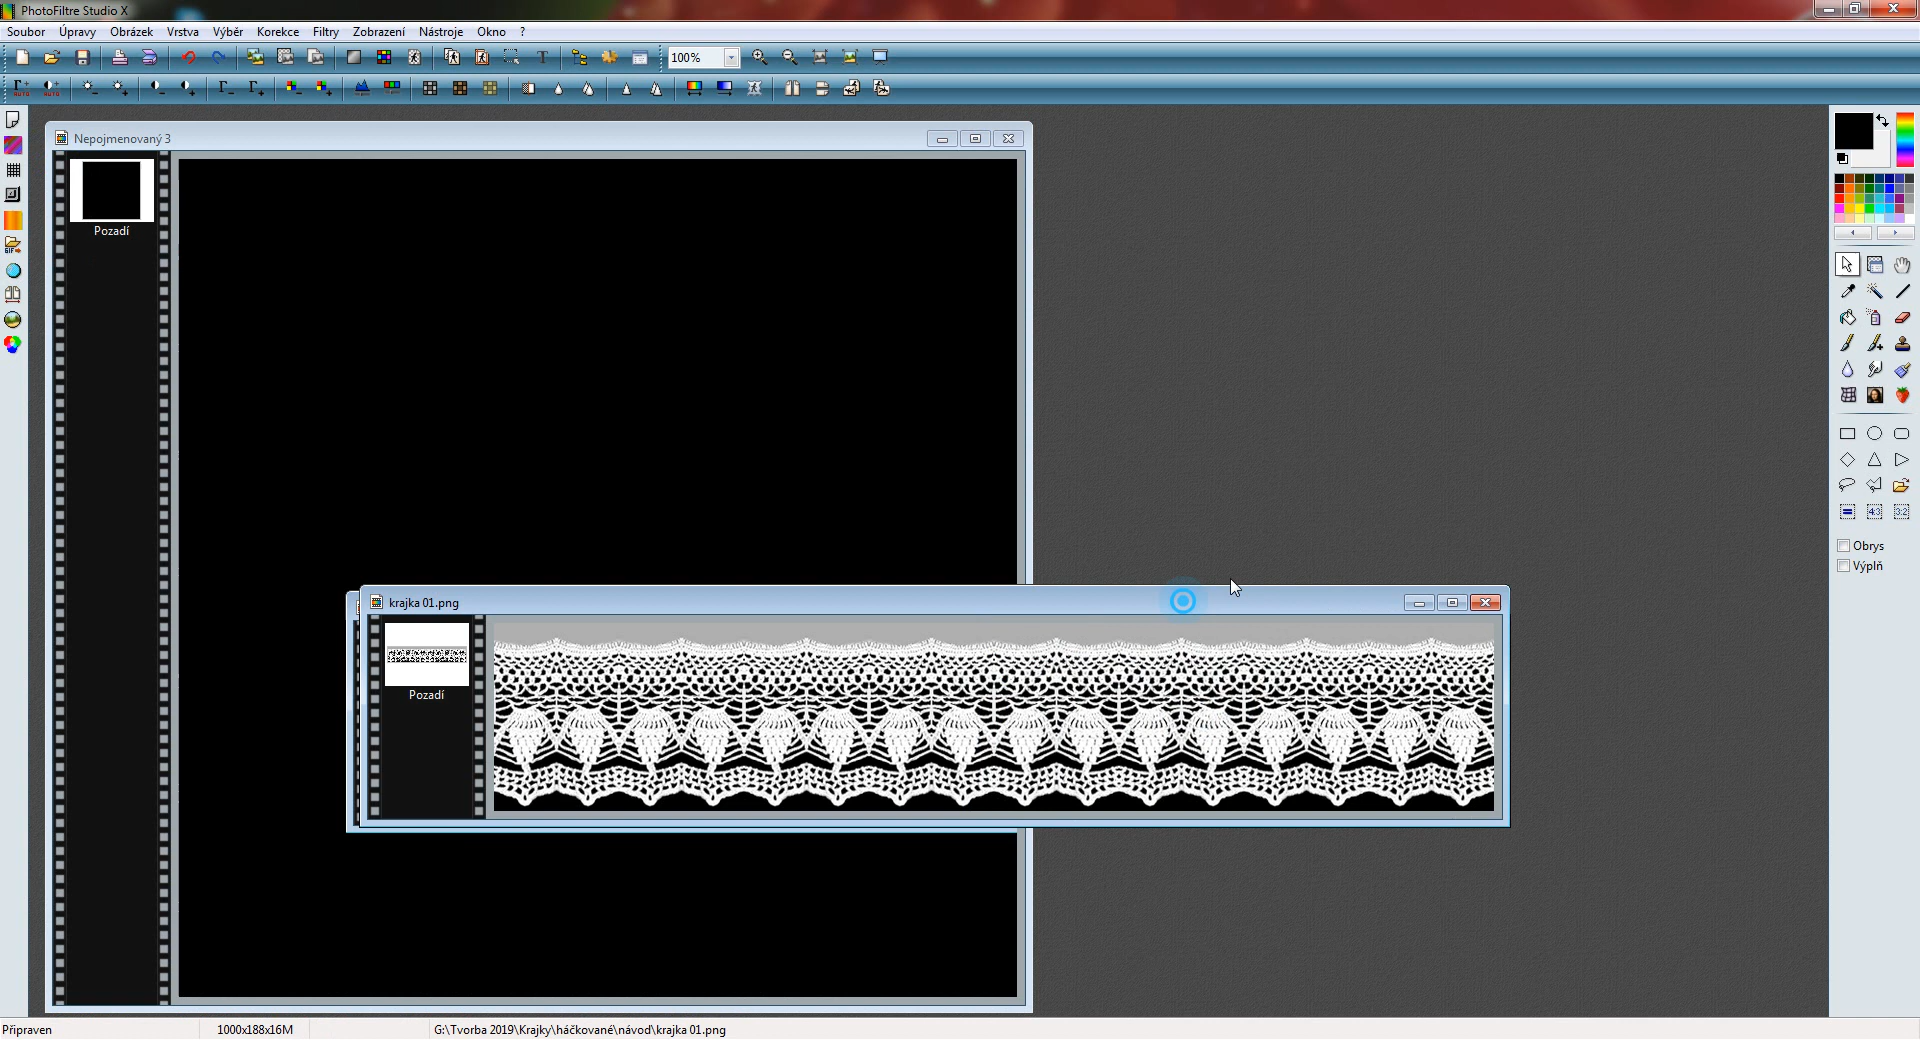 PhotoFiltre Studio X
Soubor Úpravy Obrázek Vrstva Výběr Korekce Filtry Zobrazení Nástroje Okno ?
100%
Nepojmenovaný 3
Pozadí
krajka 01.png
Pozadí
Obrys
Výplň
Připraven 1000x188x16M G:\Tvorba 2019\Krajky\háčkované\návod\krajka 01.png